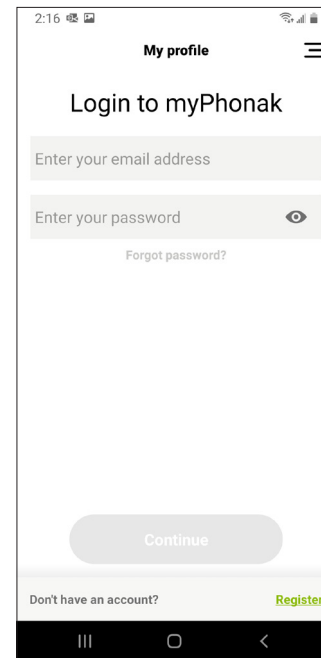 2:16
My profile
Login to myPhonak
Enter your email address
Enter your password
Forgot password?
Continue
Don't have an account? Register